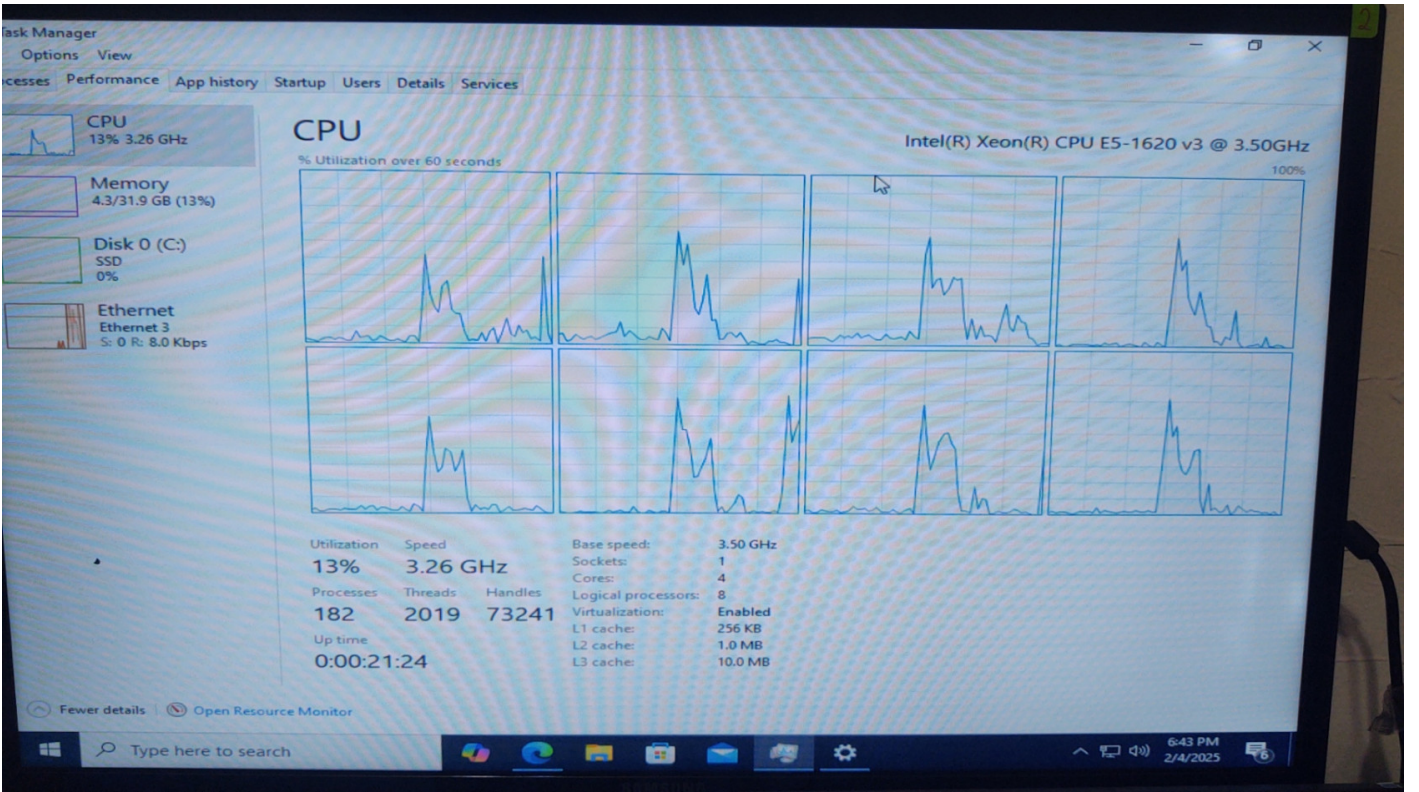 Task Manager
Options View
Performance App history Startup Users Details Services
CPU
13% 3.26 GHz
Memory
4.3/31.9 GB (13%)
Disk 0 (C:)
SSD
0%
Ethernet
Ethernet 3
S: 0 R: 8.0 Kbps
CPU
Intel(R) Xeon(R) CPU E5-1620 v3 @ 3.50GHz
% Utilization over 60 seconds
100%
Utilization Speed
13% 3.26 GHz
Processes Threads Handles
182 2019 73241
Up time
0:00:21:24
Base speed: 3.50 GHz
Sockets: 1
Cores: 4
Logical processors: 8
Virtualization: Enabled
L1 cache: 256 KB
L2 cache: 1.0 MB
L3 cache: 10.0 MB
Fewer details Open Resource Monitor
Type here to search
6:43 PM
2/4/2025
6
2